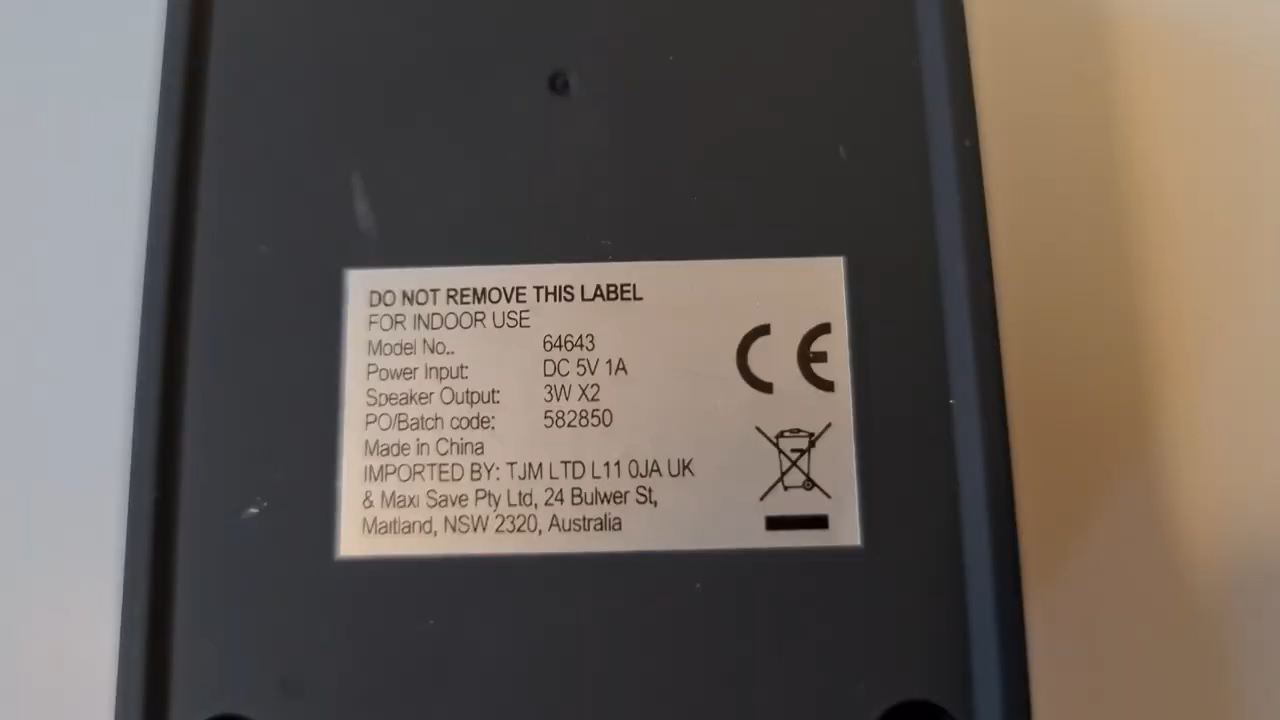 DO NOT REMOVE THIS LABEL
FOR INDOOR USE
Model No.. 64643
Power Input: DC 5V 1A
Speaker Output: 3W X2
PO/Batch code: 582850
Made in China
IMPORTED BY: TJM LTD L11 0JA UK
& Maxi Save Pty Ltd, 24 Bulwer St,
Maitland, NSW 2320, Australia
CE